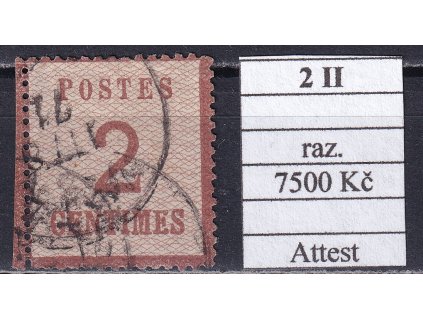 POSTES
2
CENTIMES
2 II
raz.
7500 Kč
Attest